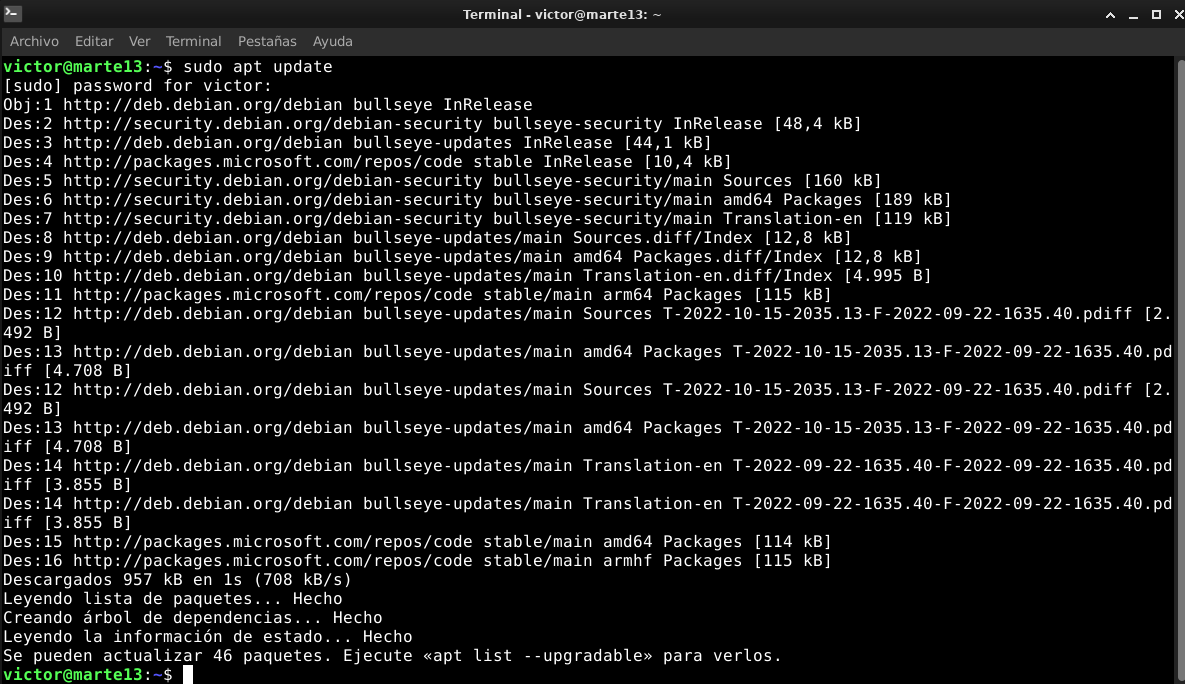 Terminal - victor@marte13: ~
Archivo Editar Ver Terminal Pestañas Ayuda
victor@marte13:~$ sudo apt update
[sudo] password for victor:
Obj:1 http://deb.debian.org/debian bullseye InRelease
Des:2 http://security.debian.org/debian-security bullseye-security InRelease [48,4 kB]
Des:3 http://deb.debian.org/debian bullseye-updates InRelease [44,1 kB]
Des:4 http://packages.microsoft.com/repos/code stable InRelease [10,4 kB]
Des:5 http://security.debian.org/debian-security bullseye-security/main Sources [160 kB]
Des:6 http://security.debian.org/debian-security bullseye-security/main amd64 Packages [189 kB]
Des:7 http://security.debian.org/debian-security bullseye-security/main Translation-en [119 kB]
Des:8 http://deb.debian.org/debian bullseye-updates/main Sources.diff/Index [12,8 kB]
Des:9 http://deb.debian.org/debian bullseye-updates/main amd64 Packages.diff/Index [12,8 kB]
Des:10 http://deb.debian.org/debian bullseye-updates/main Translation-en.diff/Index [4.995 B]
Des:11 http://packages.microsoft.com/repos/code stable/main arm64 Packages [115 kB]
Des:12 http://deb.debian.org/debian bullseye-updates/main Sources T-2022-10-15-2035.13-F-2022-09-22-1635.40.pdiff [2.
492 B]
Des:13 http://deb.debian.org/debian bullseye-updates/main amd64 Packages T-2022-10-15-2035.13-F-2022-09-22-1635.40.pd
iff [4.708 B]
Des:12 http://deb.debian.org/debian bullseye-updates/main Sources T-2022-10-15-2035.13-F-2022-09-22-1635.40.pdiff [2.
492 B]
Des:13 http://deb.debian.org/debian bullseye-updates/main amd64 Packages T-2022-10-15-2035.13-F-2022-09-22-1635.40.pd
iff [4.708 B]
Des:14 http://deb.debian.org/debian bullseye-updates/main Translation-en T-2022-09-22-1635.40-F-2022-09-22-1635.40.pd
iff [3.855 B]
Des:14 http://deb.debian.org/debian bullseye-updates/main Translation-en T-2022-09-22-1635.40-F-2022-09-22-1635.40.pd
iff [3.855 B]
Des:15 http://packages.microsoft.com/repos/code stable/main amd64 Packages [114 kB]
Des:16 http://packages.microsoft.com/repos/code stable/main armhf Packages [115 kB]
Descargados 957 kB en 1s (708 kB/s)
Leyendo lista de paquetes... Hecho
Creando árbol de dependencias... Hecho
Leyendo la información de estado... Hecho
Se pueden actualizar 46 paquetes. Ejecute «apt list --upgradable» para verlos.
victor@marte13:~$